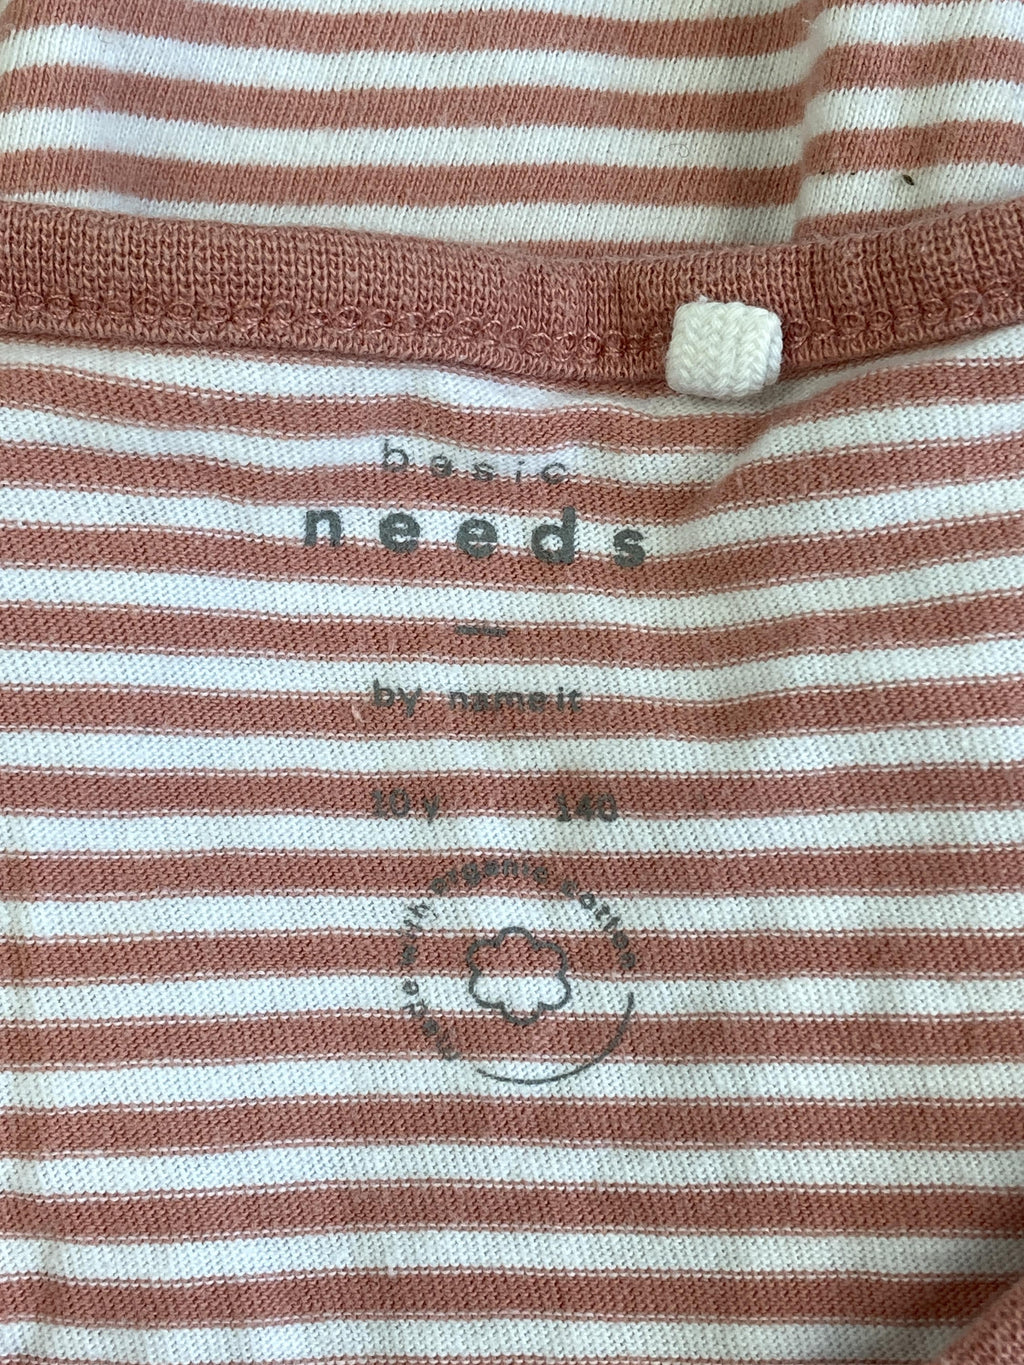 basic
needs
by name it
10 y 140
made with organic cotton